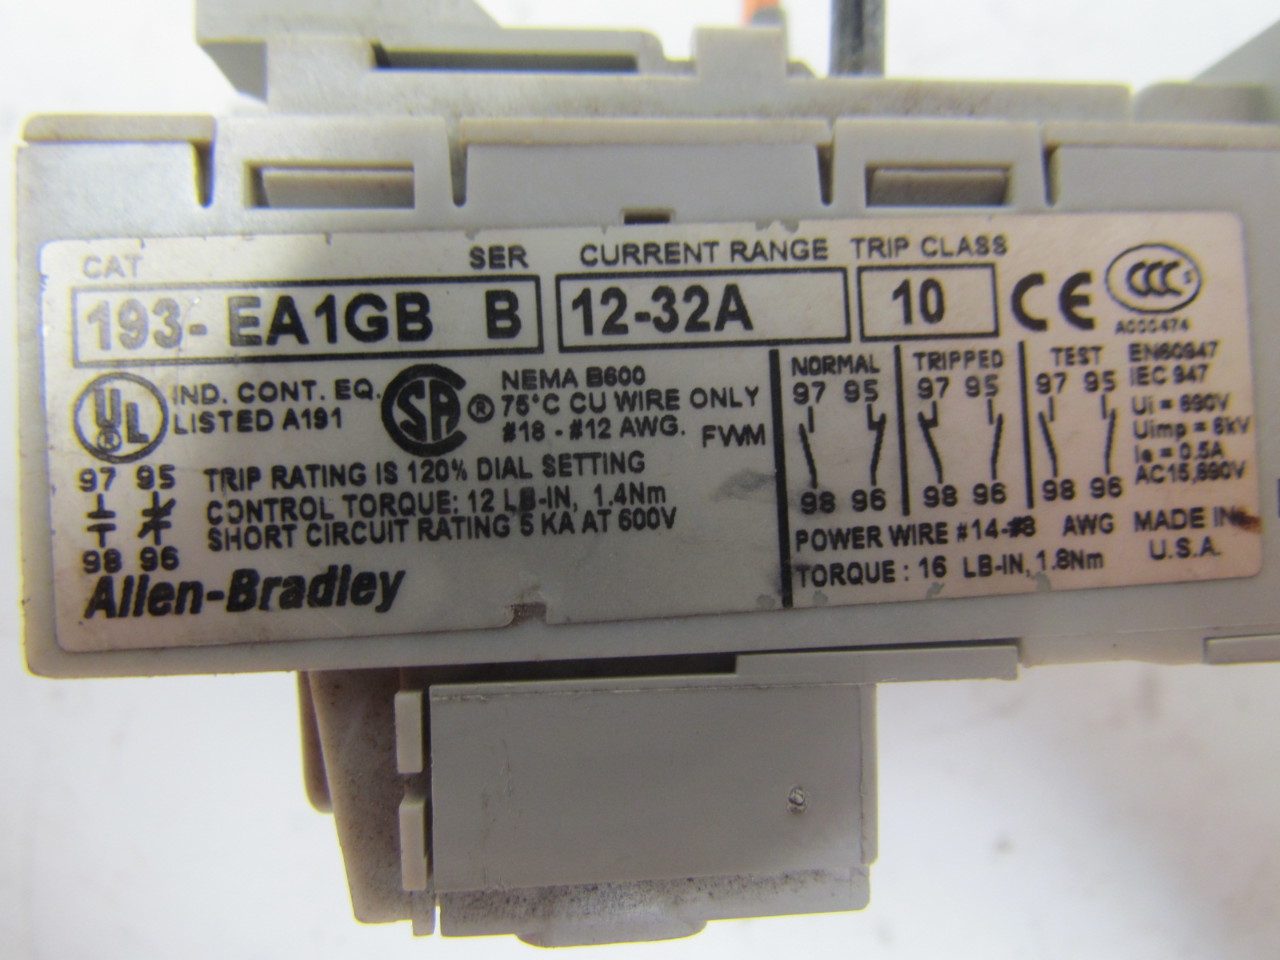 CAT SER CURRENT RANGE TRIP CLASS
193- EA1GB B 12-32A 10 CE CCC S
A000474
UL ® IND. CONT. EQ.
LISTED A191
SA ® NEMA B600
75°C CU WIRE ONLY
#18 - #12 AWG. FWM
97 95
98 96
TRIP RATING IS 120% DIAL SETTING
CONTROL TORQUE: 12 LB-IN, 1.4Nm
SHORT CIRCUIT RATING 5 KA AT 600V
Allen-Bradley
NORMAL TRIPPED TEST
97 95 97 95 97 95
98 96 98 96 98 96
POWER WIRE #14-#8 AWG
TORQUE: 16 LB-IN, 1.8Nm
EN60947
IEC 947
Ui = 690V
Uimp = 6kV
Ie = 0.5A
AC15,690V
MADE IN
U.S.A.